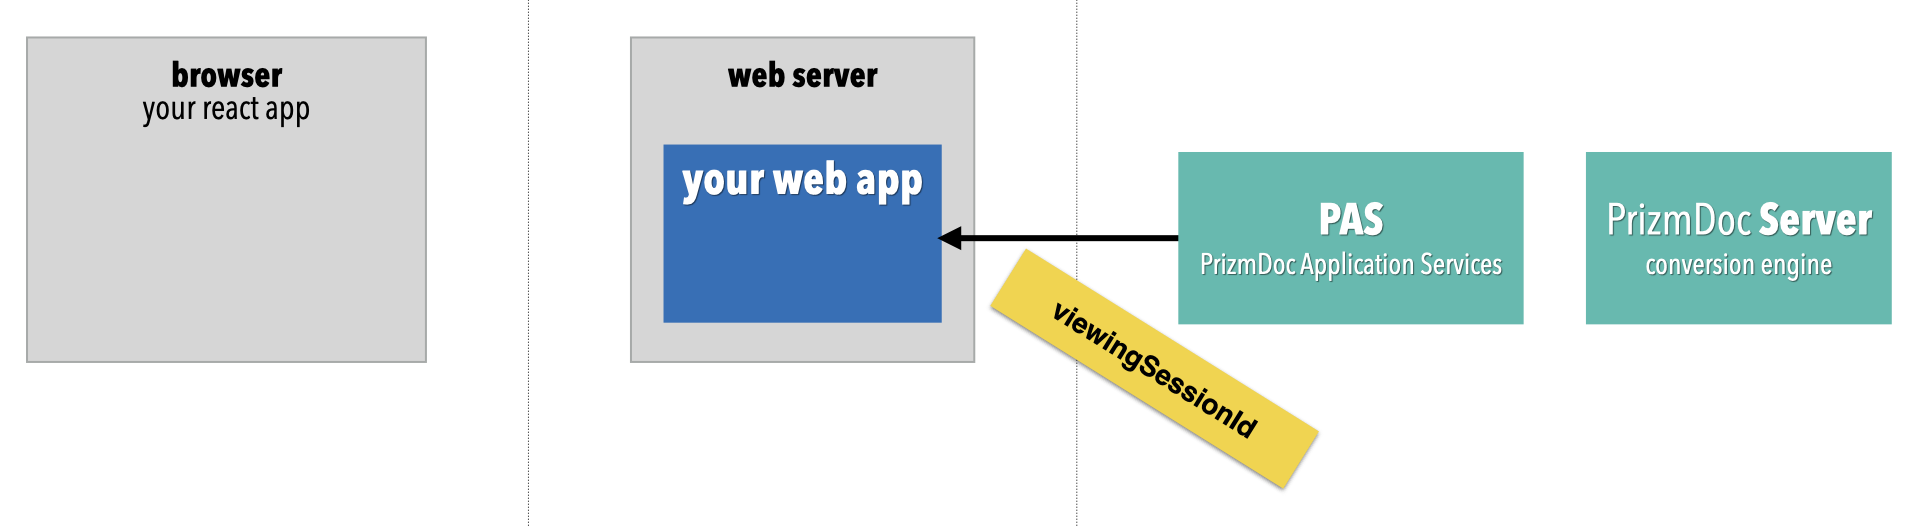 browser
your react app
web server
your web app
PAS
PrizmDoc Application Services
PrizmDoc Server
conversion engine
viewingSessionId